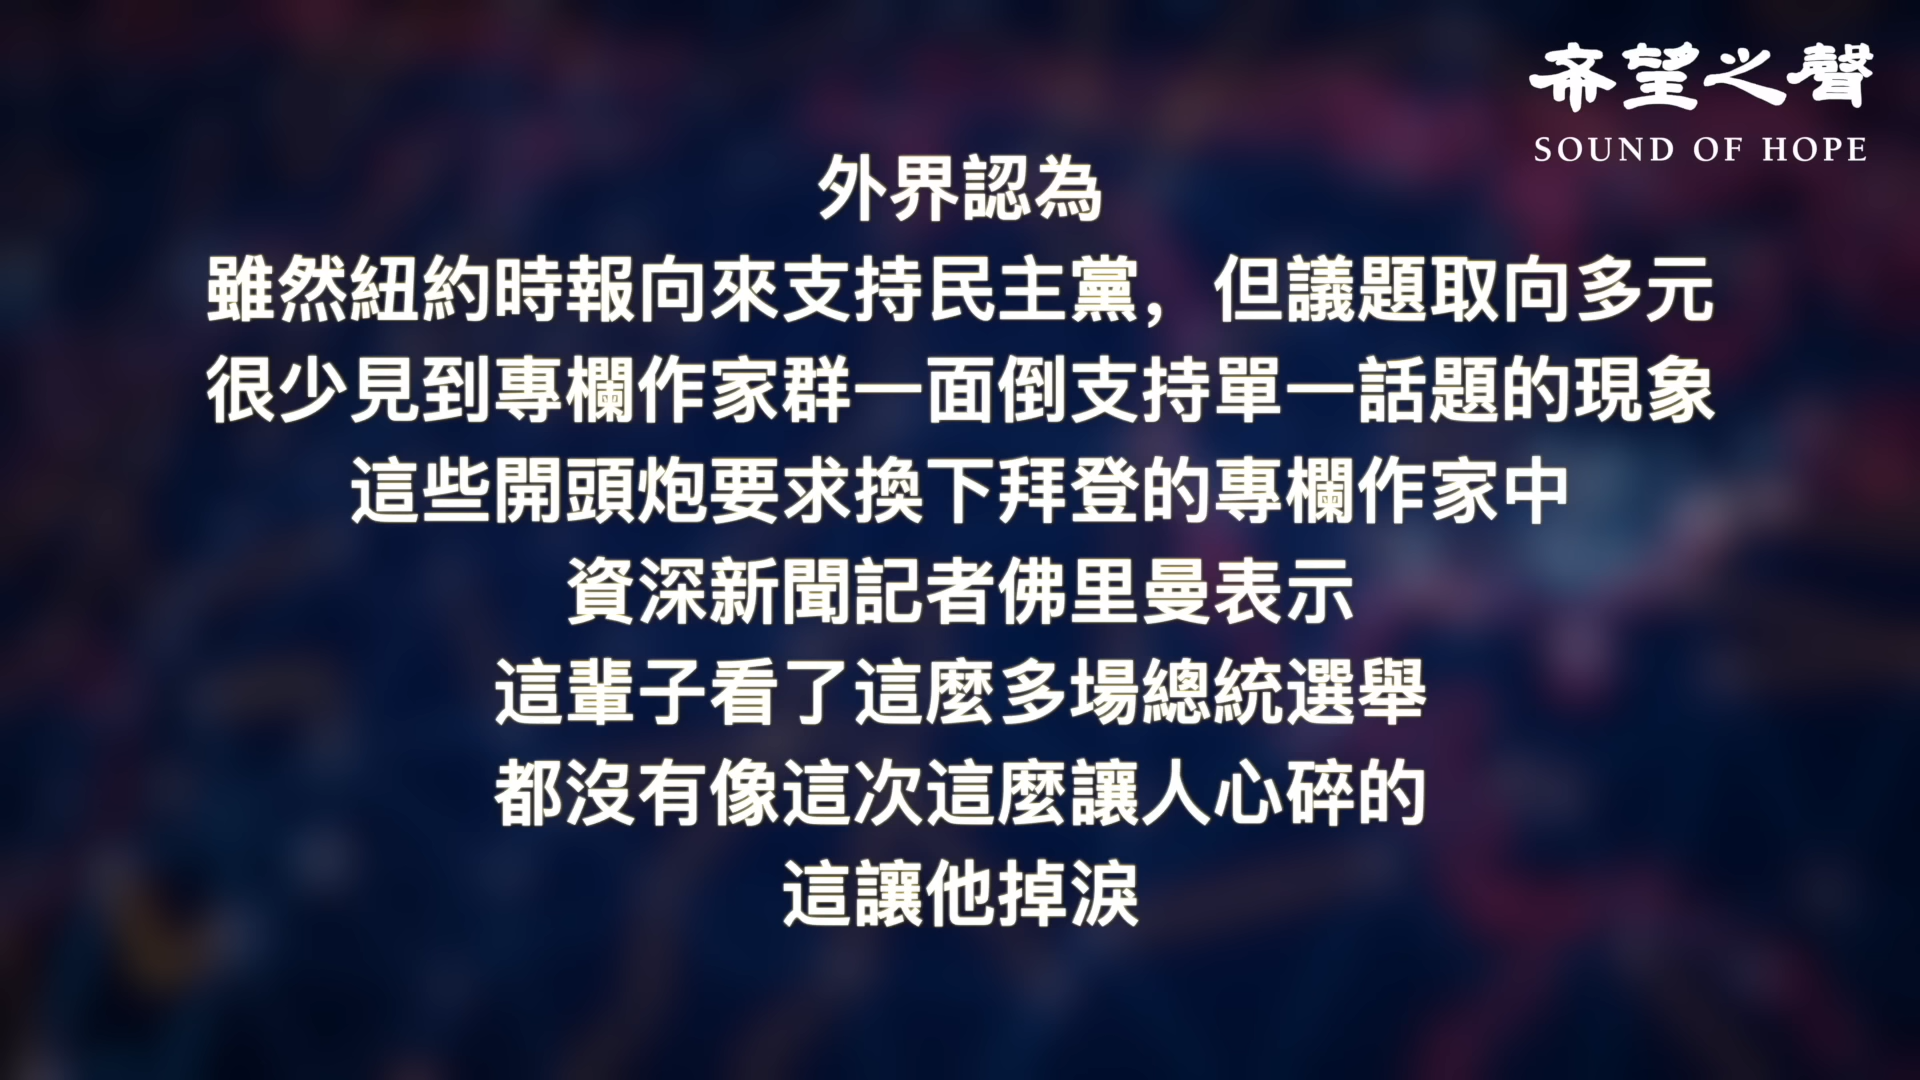 希望之聲
SOUND OF HOPE
外界認為
雖然紐約時報向來支持民主黨，但議題取向多元
很少見到專欄作家群一面倒支持單一話題的現象
這些開頭炮要求換下拜登的專欄作家中
資深新聞記者佛里曼表示
這輩子看了這麼多場總統選舉
都沒有像這次這麼讓人心碎的
這讓他掉淚